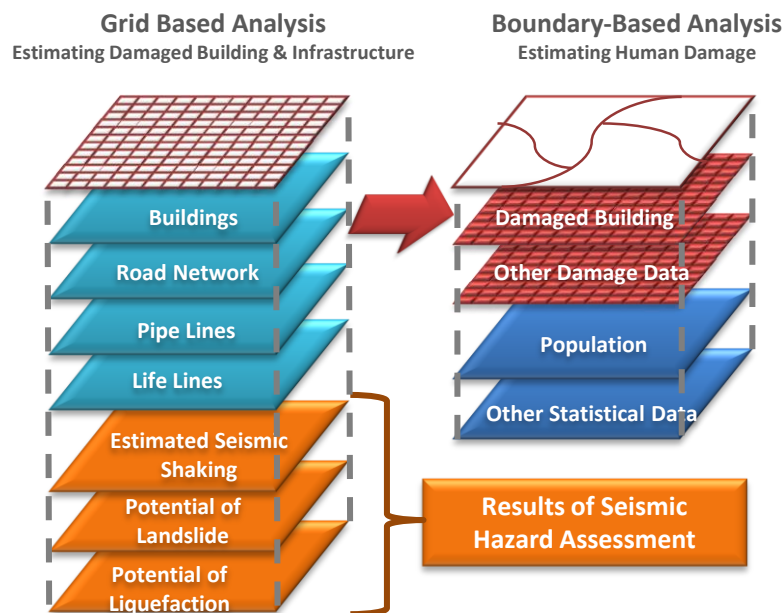 Grid Based Analysis
Estimating Damaged Building & Infrastructure
Buildings
Road Network
Pipe Lines
Life Lines
Estimated Seismic
Shaking
Potential of
Landslide
Potential of
Liquefaction
Boundary-Based Analysis
Estimating Human Damage
Damaged Building
Other Damage Data
Population
Other Statistical Data
Results of Seismic
Hazard Assessment